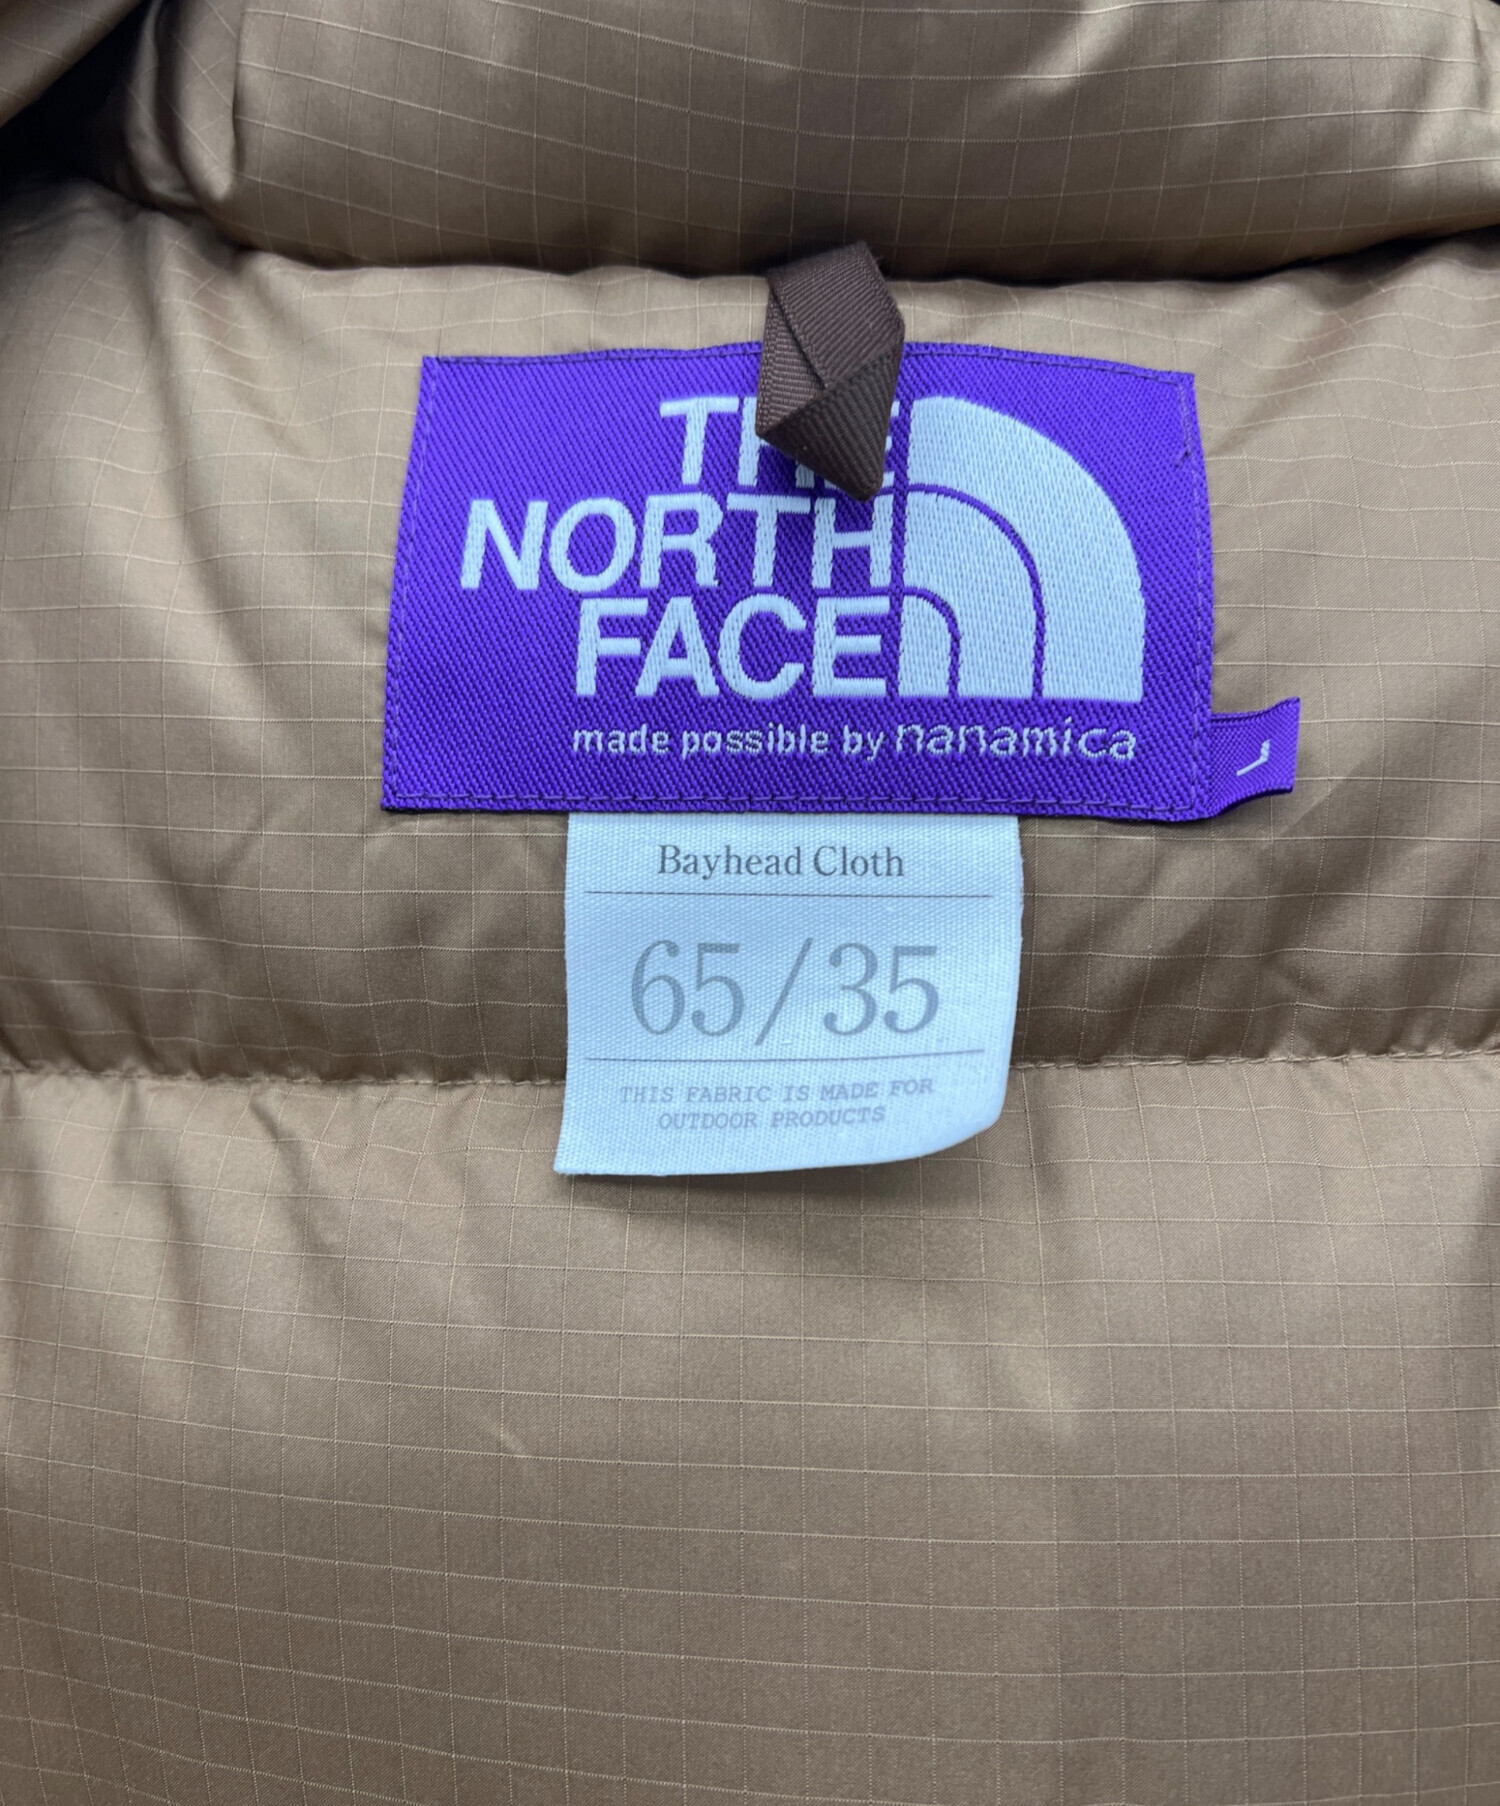 THE
NORTH
FACE
made possible by nanamica
L
Bayhead Cloth
65/35
THIS FABRIC IS MADE FOR
OUTDOOR PRODUCTS